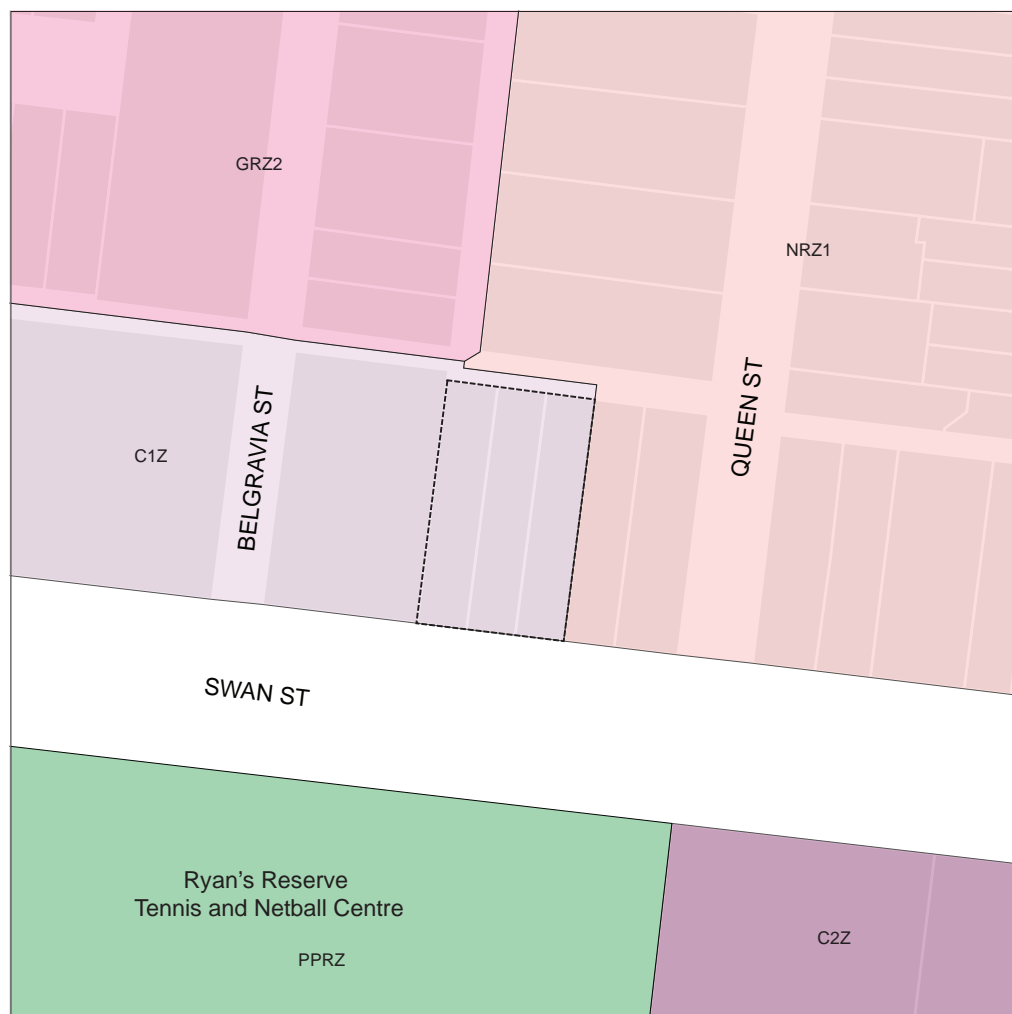 GRZ2
NRZ1
QUEEN ST
BELGRAVIA ST
C1Z
SWAN ST
Ryan's Reserve
Tennis and Netball Centre
PPRZ
C2Z